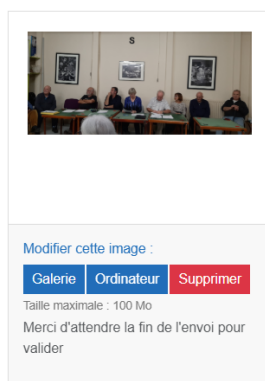 S
Modifier cette image :
Galerie Ordinateur Supprimer
Taille maximale : 100 Mo
Merci d'attendre la fin de l'envoi pour
valider